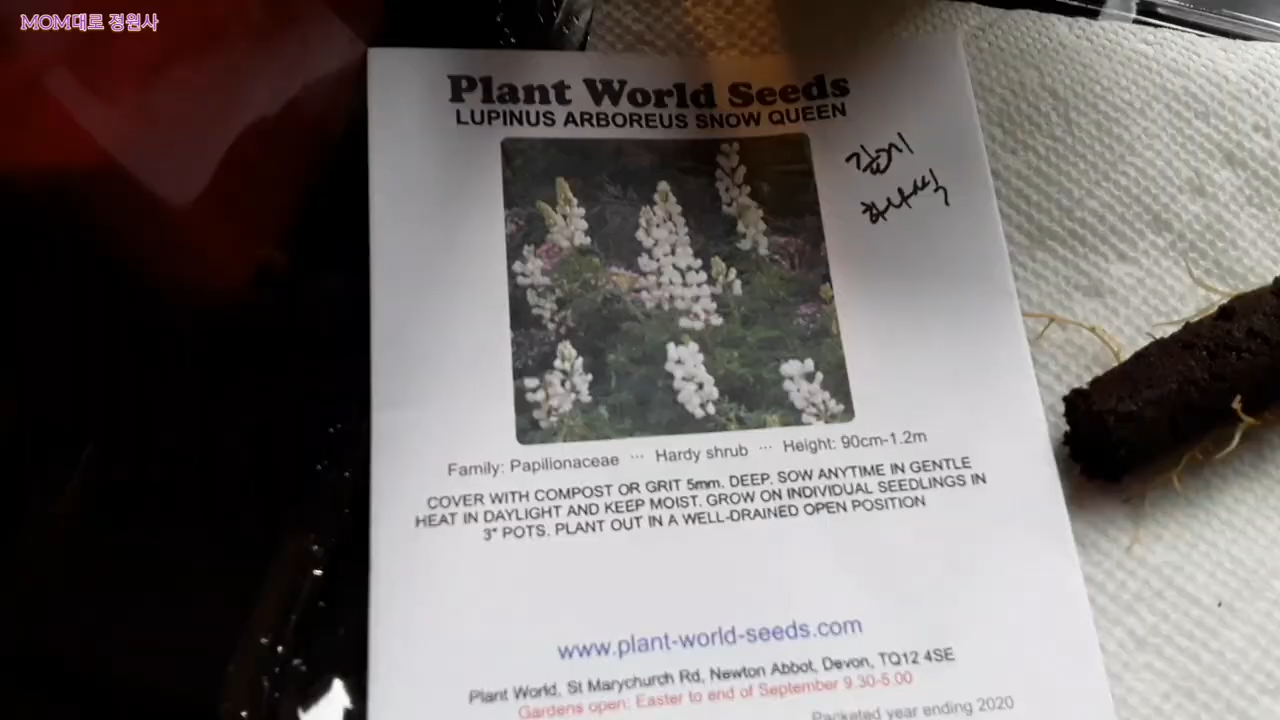 MOM대로 정원사
Plant World Seeds
LUPINUS ARBOREUS SNOW QUEEN
깊이
하나씩
Family: Papilionaceae ··· Hardy shrub ··· Height: 90cm-1.2m
COVER WITH COMPOST OR GRIT 5mm. DEEP. SOW ANYTIME IN GENTLE
HEAT IN DAYLIGHT AND KEEP MOIST. GROW ON INDIVIDUAL SEEDLINGS IN
3" POTS. PLANT OUT IN A WELL-DRAINED OPEN POSITION
www.plant-world-seeds.com
Plant World, St Marychurch Rd, Newton Abbot, Devon, TQ12 4SE
Gardens open: Easter to end of September 9.30-5.00
Packeted year ending 2020